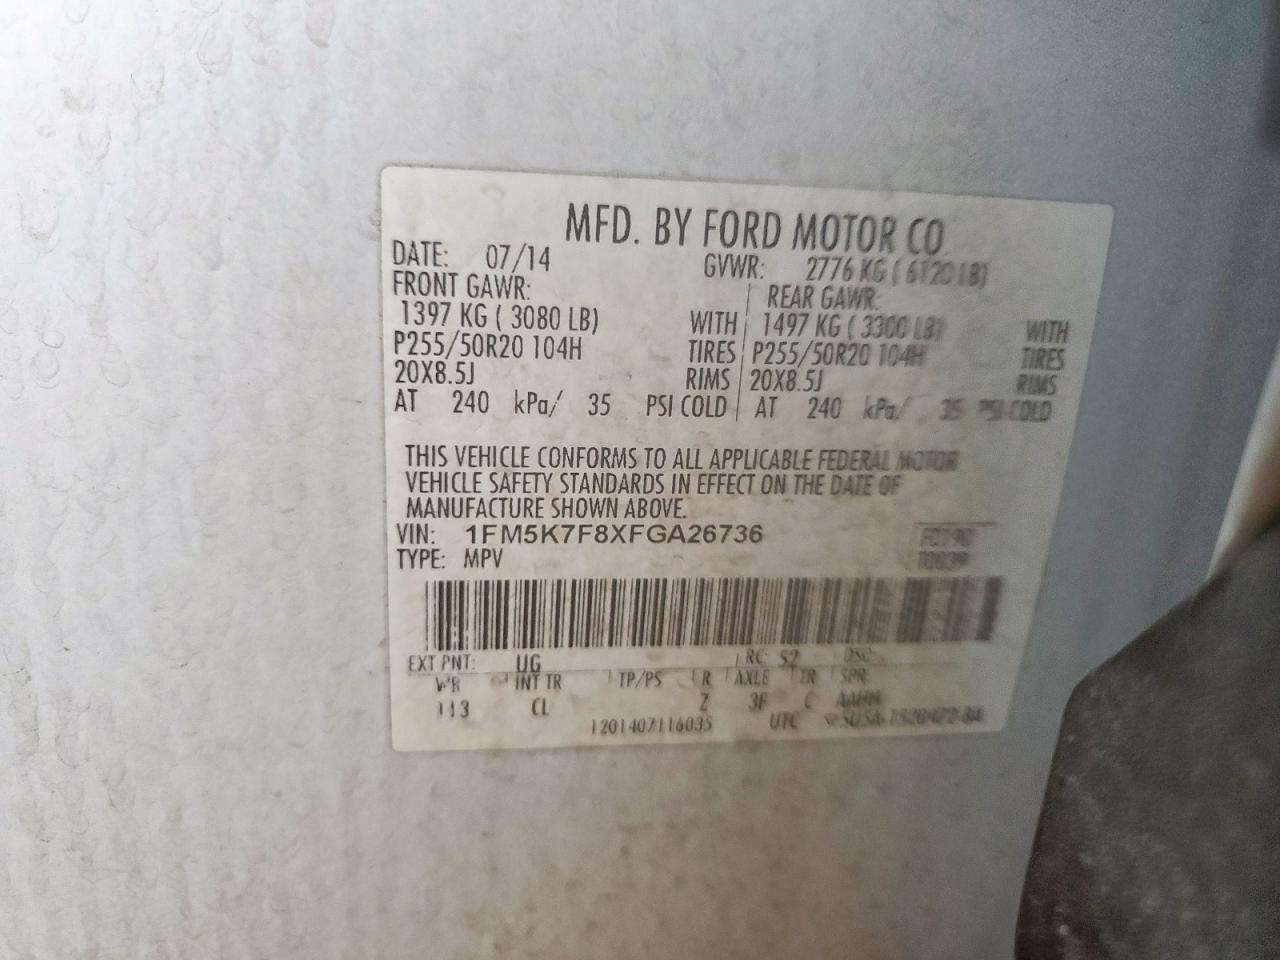 MFD. BY FORD MOTOR CO.
DATE: 07/14 GVWR: 2776 KG ( 6120 LB)
FRONT GAWR: REAR GAWR:
1397 KG ( 3080 LB) WITH 1497 KG ( 3300 LB) WITH
P255/50R20 104H TIRES P255/50R20 104H TIRES
20X8.5J RIMS 20X8.5J RIMS
AT 240 kPa/ 35 PSI COLD AT 240 kPa/ 35 PSI COLD
THIS VEHICLE CONFORMS TO ALL APPLICABLE FEDERAL MOTOR
VEHICLE SAFETY STANDARDS IN EFFECT ON THE DATE OF
MANUFACTURE SHOWN ABOVE.
VIN: 1FM5K7F8XFGA26736
TYPE: MPV
EXT PNT: UG RC: 52 DSO:
WB INT TR TP/PS R AXLE TR SPR
113 CL Z 3F C AAHH
1201407116035 UTC